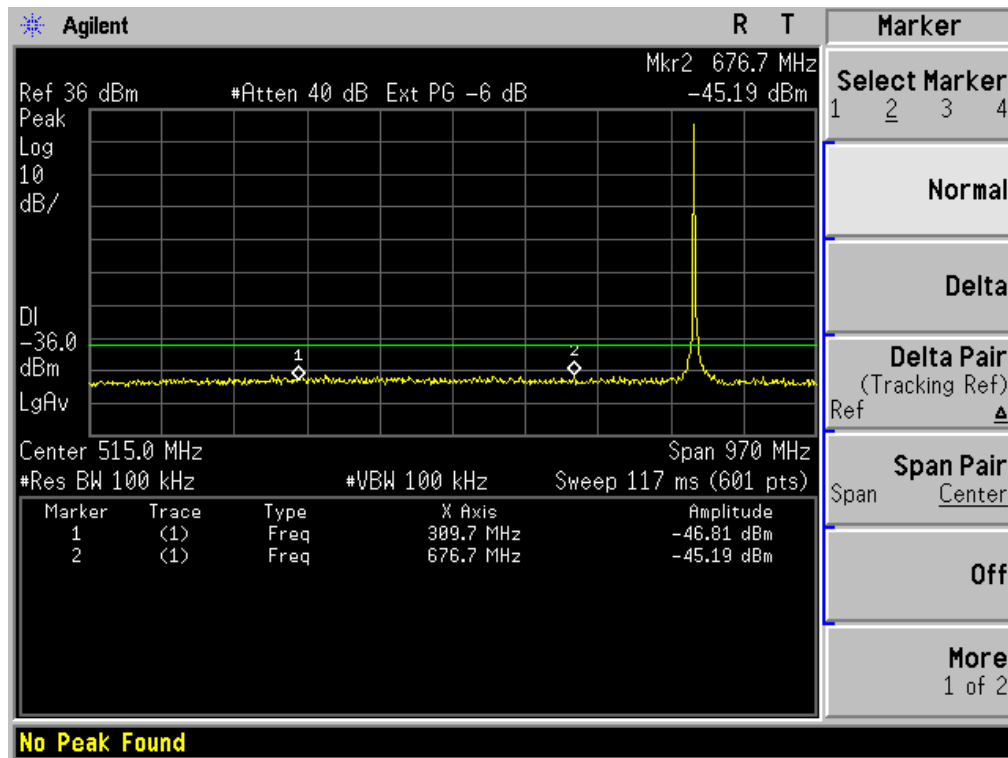 Agilent R T
Mkr2 676.7 MHz
Ref 36 dBm #Atten 40 dB Ext PG -6 dB -45.19 dBm
Peak
Log
10
dB/
DI
-36.0
dBm
LgAv
1
2
Center 515.0 MHz Span 970 MHz
#Res BW 100 kHz #VBW 100 kHz Sweep 117 ms (601 pts)
Marker Trace Type X Axis Amplitude
1 (1) Freq 309.7 MHz -46.81 dBm
2 (1) Freq 676.7 MHz -45.19 dBm
No Peak Found
Marker
Select Marker
1 2 3 4
Normal
Delta
Delta Pair
(Tracking Ref)
Ref Δ
Span Pair
Span Center
Off
More
1 of 2